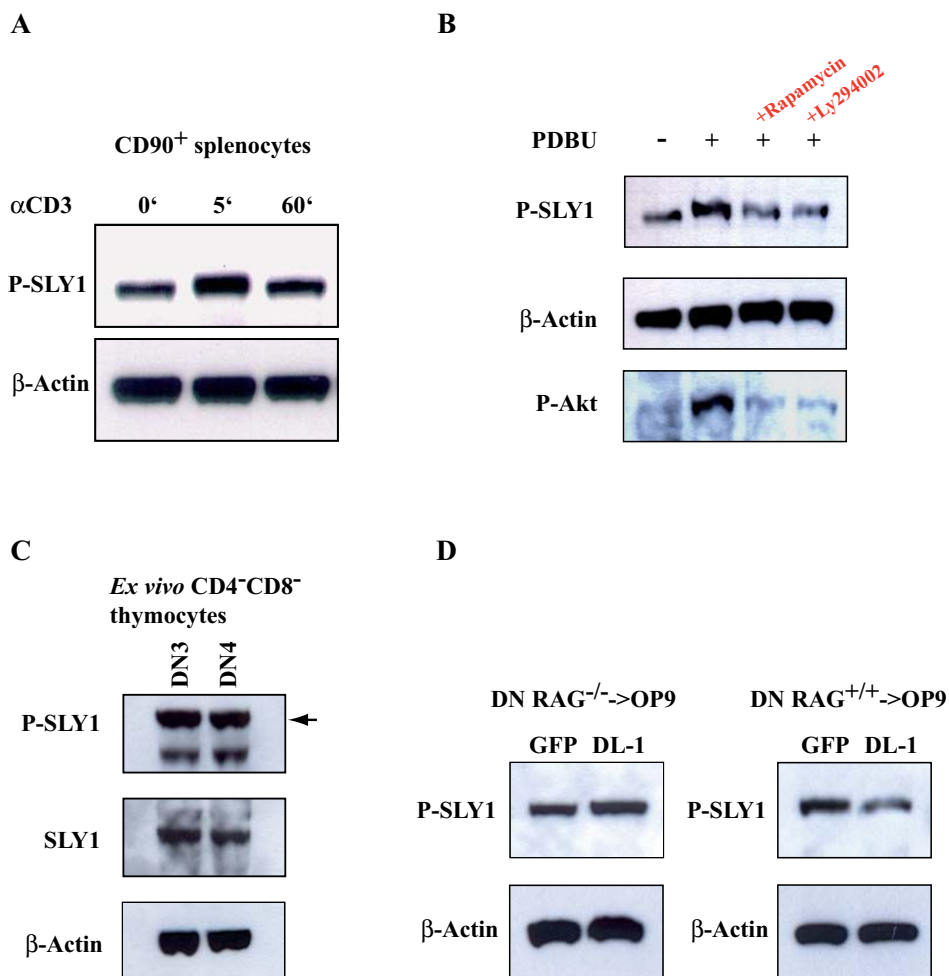 A
CD90+ splenocytes
αCD3 0‘ 5‘ 60‘
P-SLY1
β-Actin
B
+Rapamycin
+Ly294002
PDBU - + + +
P-SLY1
β-Actin
P-Akt
C
Ex vivo CD4-CD8-
thymocytes
DN3 DN4
P-SLY1
SLY1
β-Actin
D
DN RAG-/-->OP9
GFP DL-1
P-SLY1
β-Actin
DN RAG+/+->OP9
GFP DL-1
P-SLY1
β-Actin